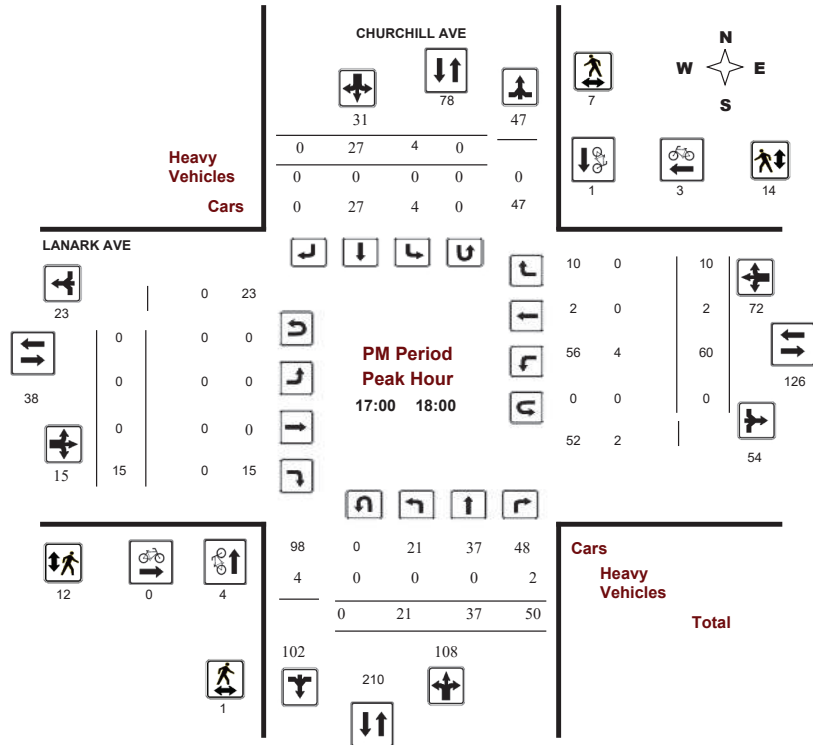 CHURCHILL AVE
N
W E
S
78
7
31 47
0 27 4 0
Heavy
Vehicles
0 0 0 0 0
1 3 14
Cars 0 27 4 0 47
LANARK AVE
10 0 10
0 23
23
2 0 2 72
0 0 0
PM Period
Peak Hour
17:00 18:00
56 4 60
38
0 0 0
126
0 0 0
0 0 0
52 2 54
15 15 0 15
98 0 21 37 48 Cars
4 0 0 0 2 Heavy
Vehicles
12 0 4
0 21 37 50 Total
102 108
210
1